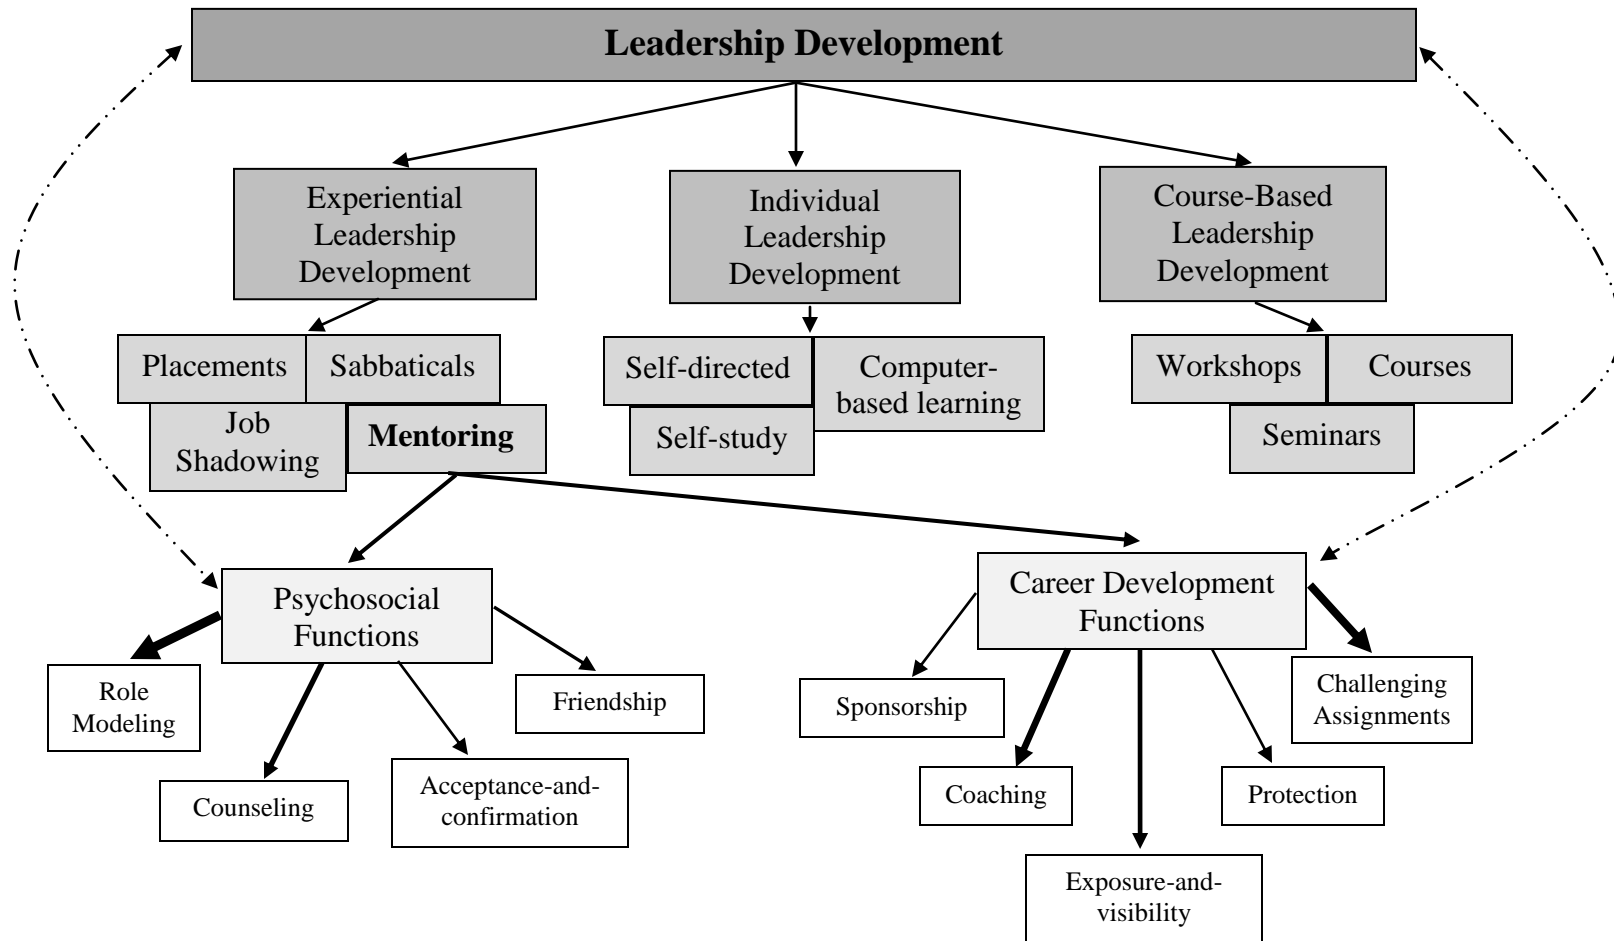 Leadership Development
Experiential
Leadership
Development
Individual
Leadership
Development
Course-Based
Leadership
Development
Placements
Sabbaticals
Job
Shadowing
Mentoring
Self-directed
Computer-
based learning
Self-study
Workshops
Courses
Seminars
Psychosocial
Functions
Career Development
Functions
Role
Modeling
Counseling
Acceptance-and-
confirmation
Friendship
Sponsorship
Coaching
Exposure-and-
visibility
Protection
Challenging
Assignments